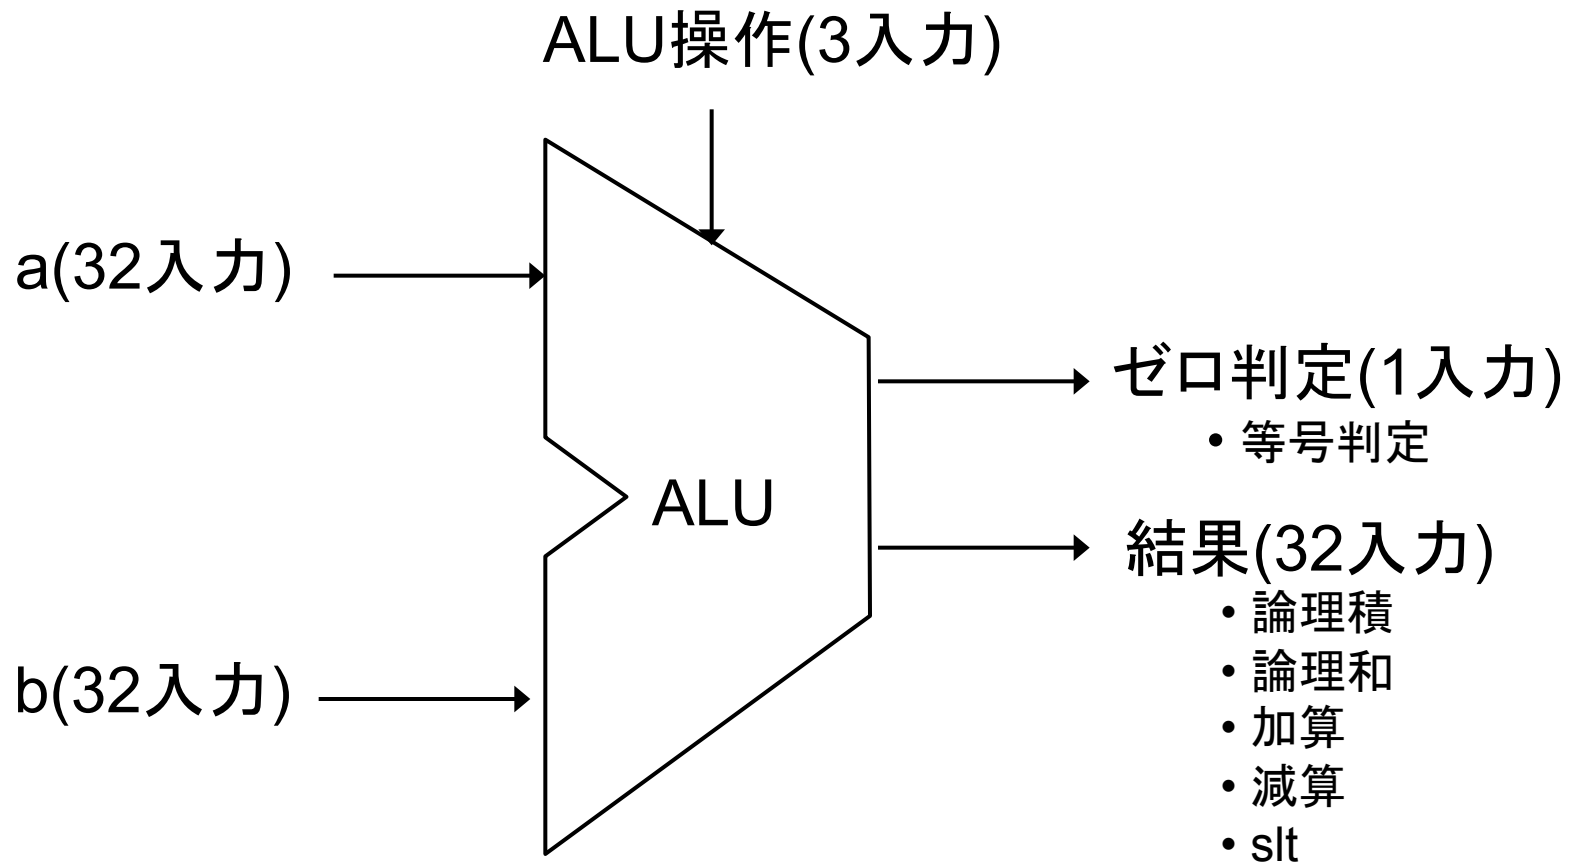 ALU操作(3入力)
a(32入力)
ゼロ判定(1入力)
• 等号判定
ALU
結果(32入力)
• 論理積
• 論理和
b(32入力)
• 加算
• 減算
• slt